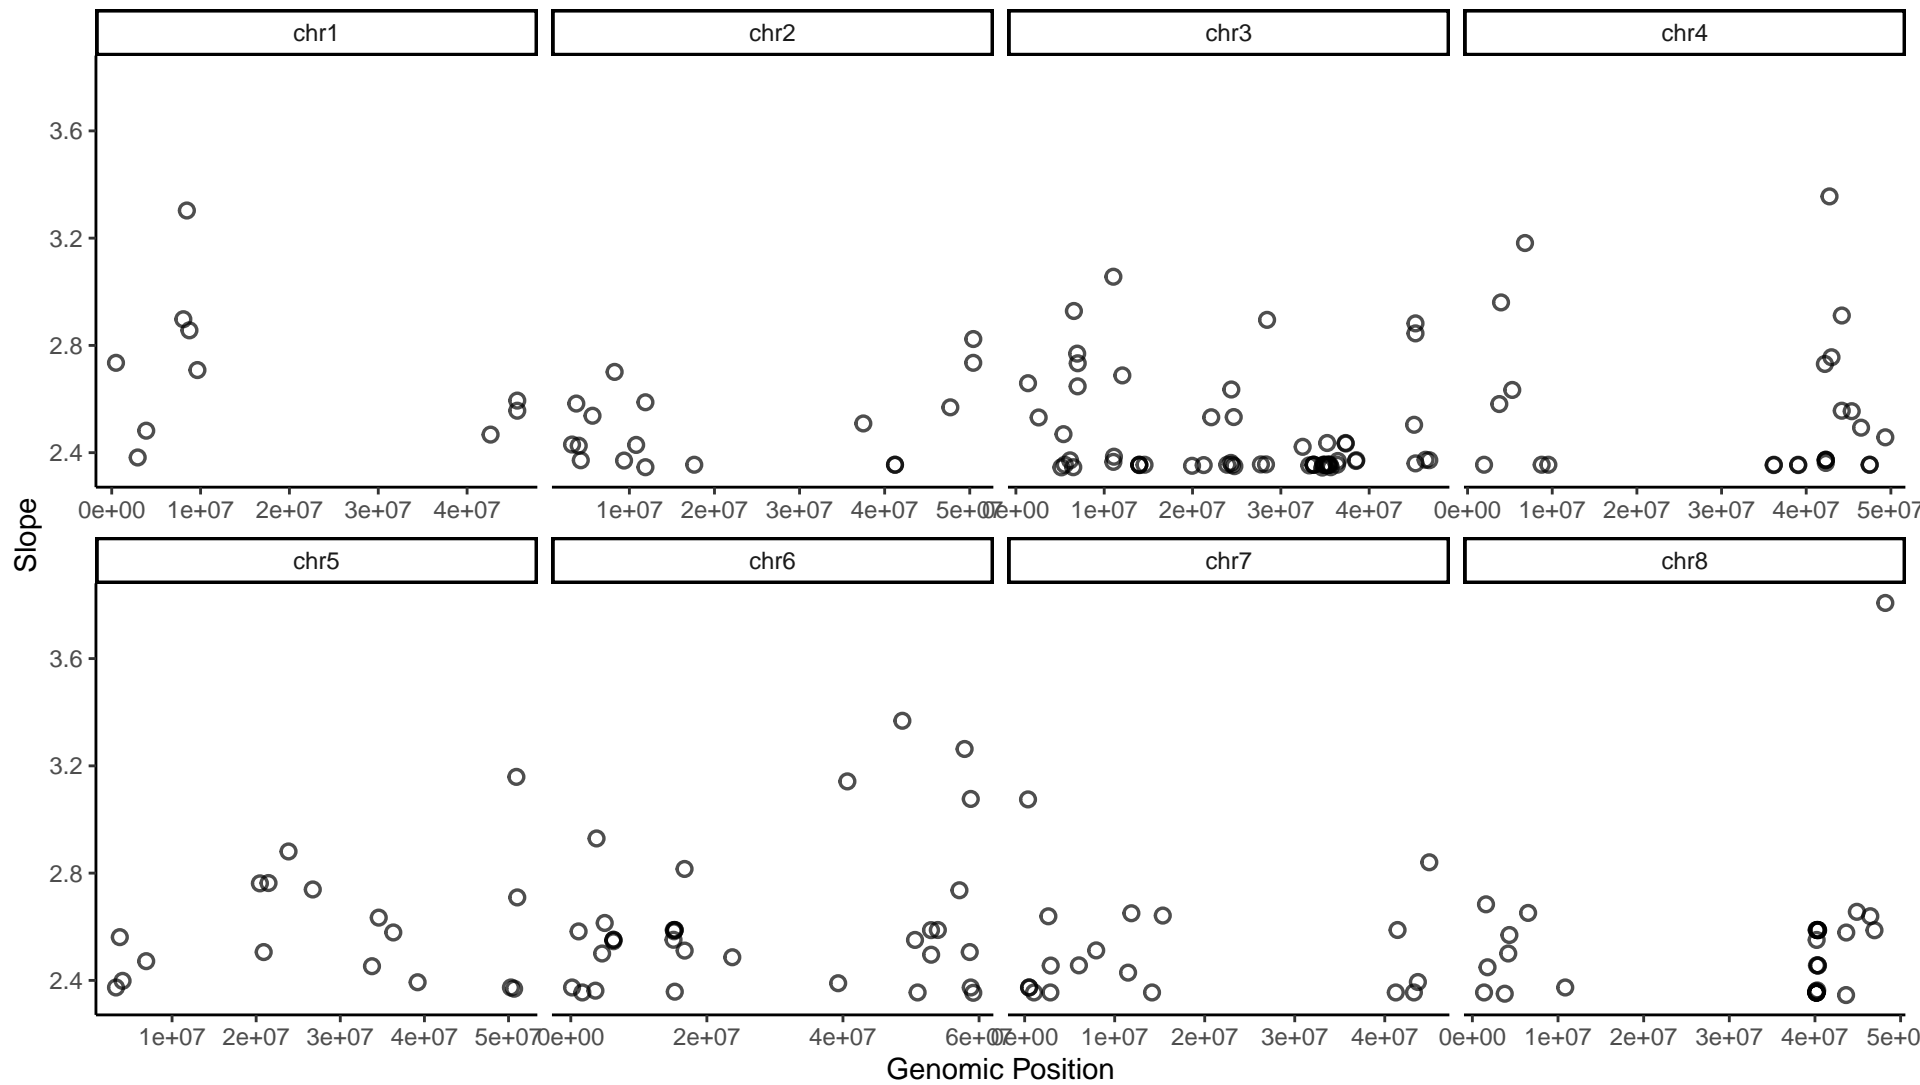 chr1 chr2 chr3 chr4
3.6
3.2
2.8
2.4
0e+00 1e+07 2e+07 3e+07 4e+07 1e+07 2e+07 3e+07 4e+07 5e+07 0e+00 1e+07 2e+07 3e+07 4e+07 0e+00 1e+07 2e+07 3e+07 4e+07 5e+07
Slope
chr5 chr6 chr7 chr8
3.6
3.2
2.8
2.4
1e+07 2e+07 3e+07 4e+07 5e+07 0e+00 2e+07 4e+07 6e+07 0e+00 1e+07 2e+07 3e+07 4e+07 0e+00 1e+07 2e+07 3e+07 4e+07 5e+0
Genomic Position